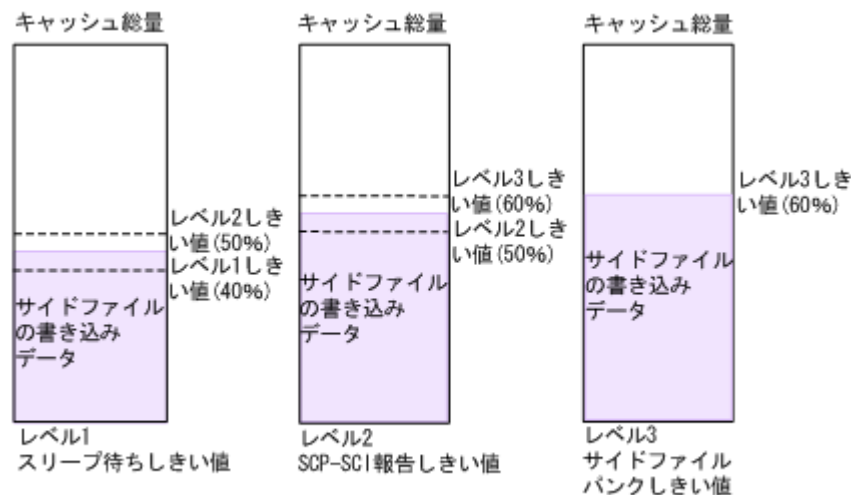 キャッシュ総量
レベル2しき
い値(50%)
レベル1しき
い値(40%)
サイドファイル
の書き込み
データ
レベル1
スリープ待ちしきい値
キャッシュ総量
レベル3しき
い値(60%)
レベル2しき
い値(50%)
サイドファイル
の書き込み
データ
レベル2
SCP-SCI報告しきい値
キャッシュ総量
レベル3しき
い値(60%)
サイドファイル
の書き込み
データ
レベル3
サイドファイル
パンクしきい値